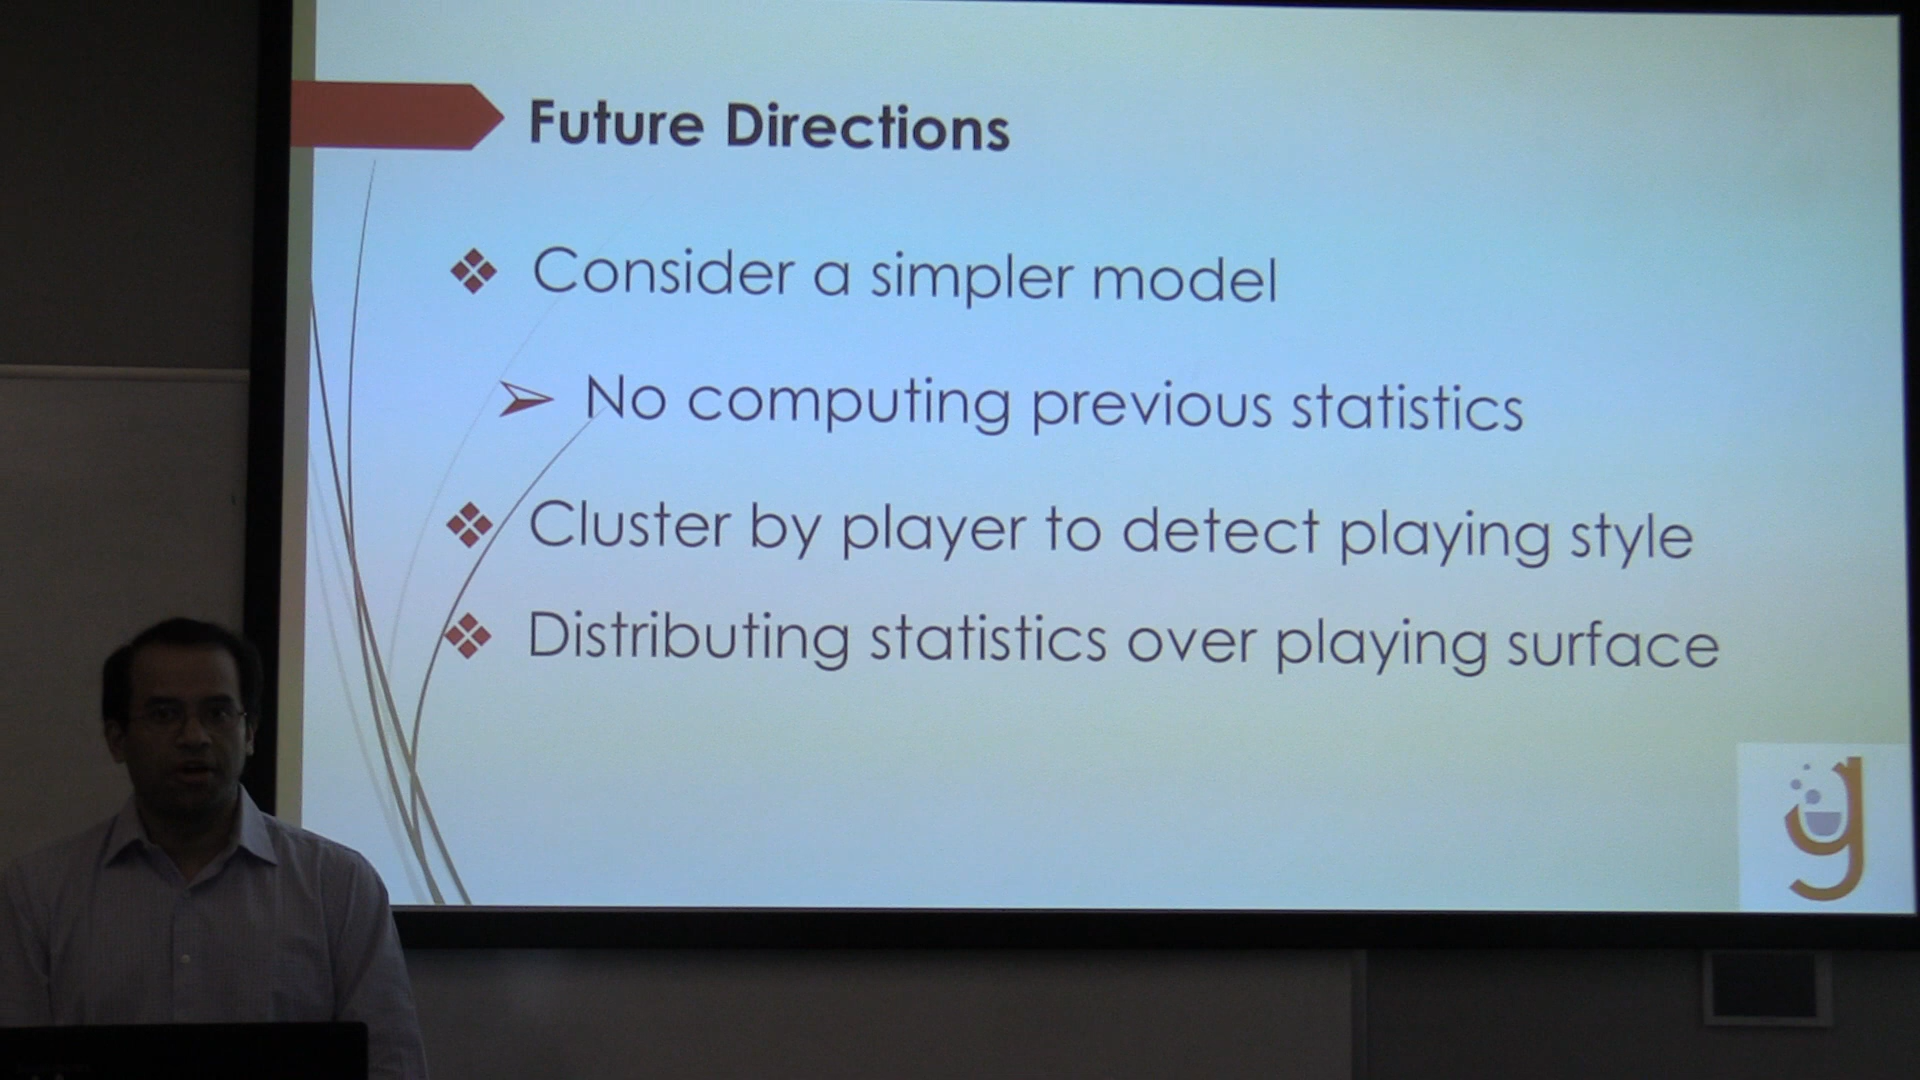 Future Directions
Consider a simpler model
No computing previous statistics
Cluster by player to detect playing style
Distributing statistics over playing surface
y